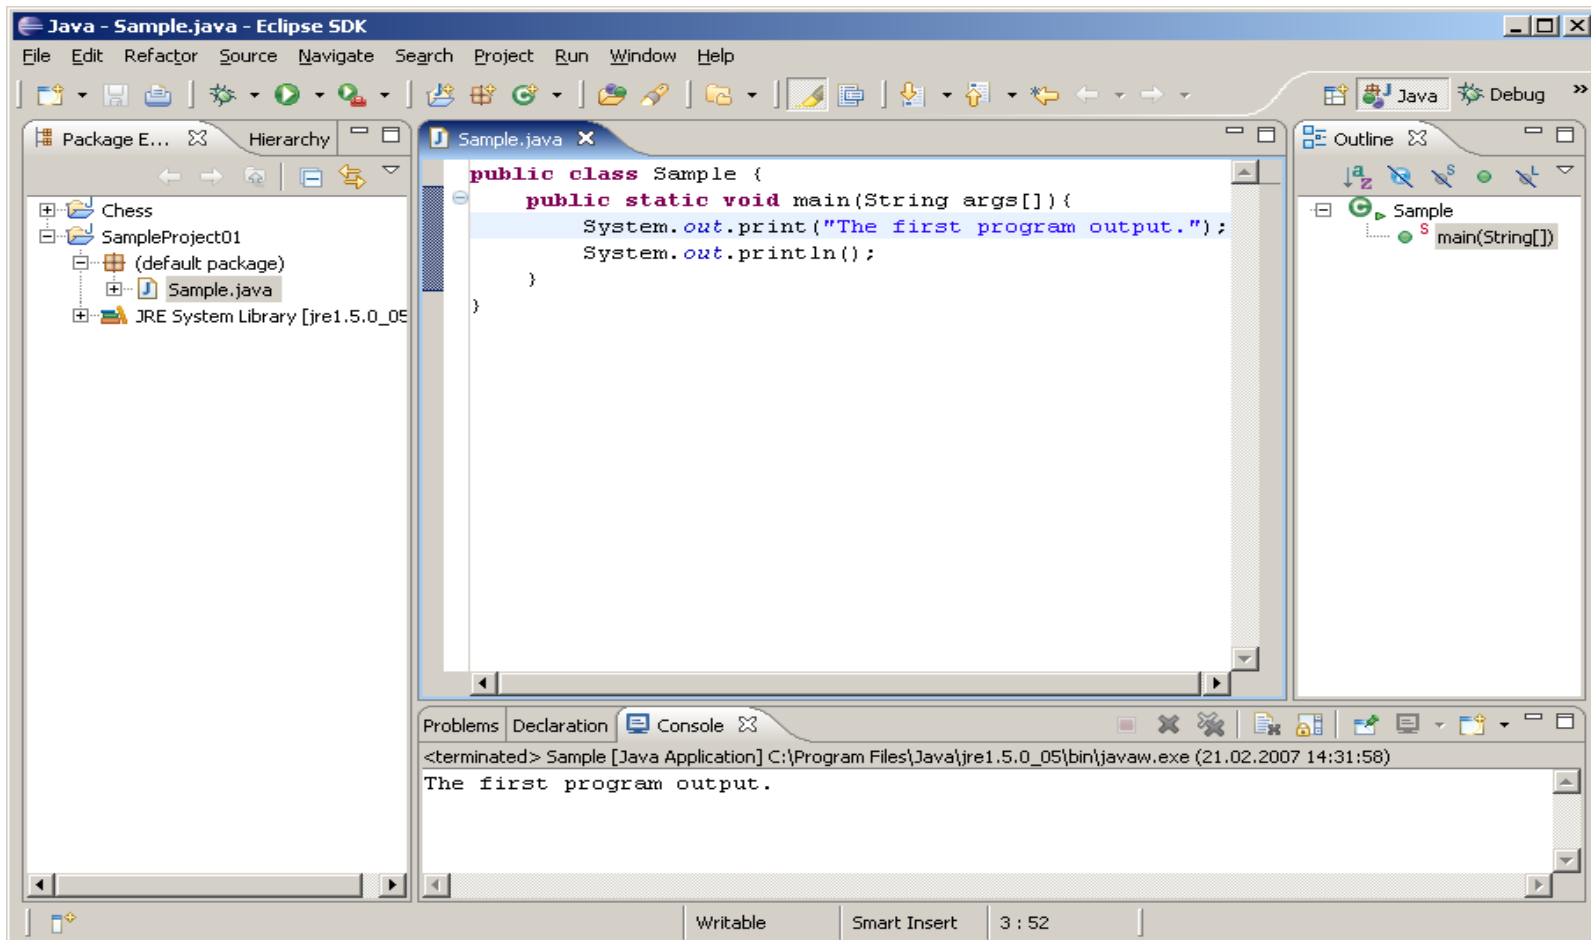 Java - Sample.java - Eclipse SDK
File Edit Refactor Source Navigate Search Project Run Window Help
Java Debug »
Package E... Hierarchy
Chess
SampleProject01
(default package)
Sample.java
JRE System Library [jre1.5.0_05
Sample.java
public class Sample {
public static void main(String args[]){
System.out.print("The first program output.");
System.out.println();
}
}
Outline
Sample
main(String[])
Problems Declaration Console
<terminated> Sample [Java Application] C:\Program Files\Java\jre1.5.0_05\bin\javaw.exe (21.02.2007 14:31:58)
The first program output.
Writable Smart Insert 3 : 52